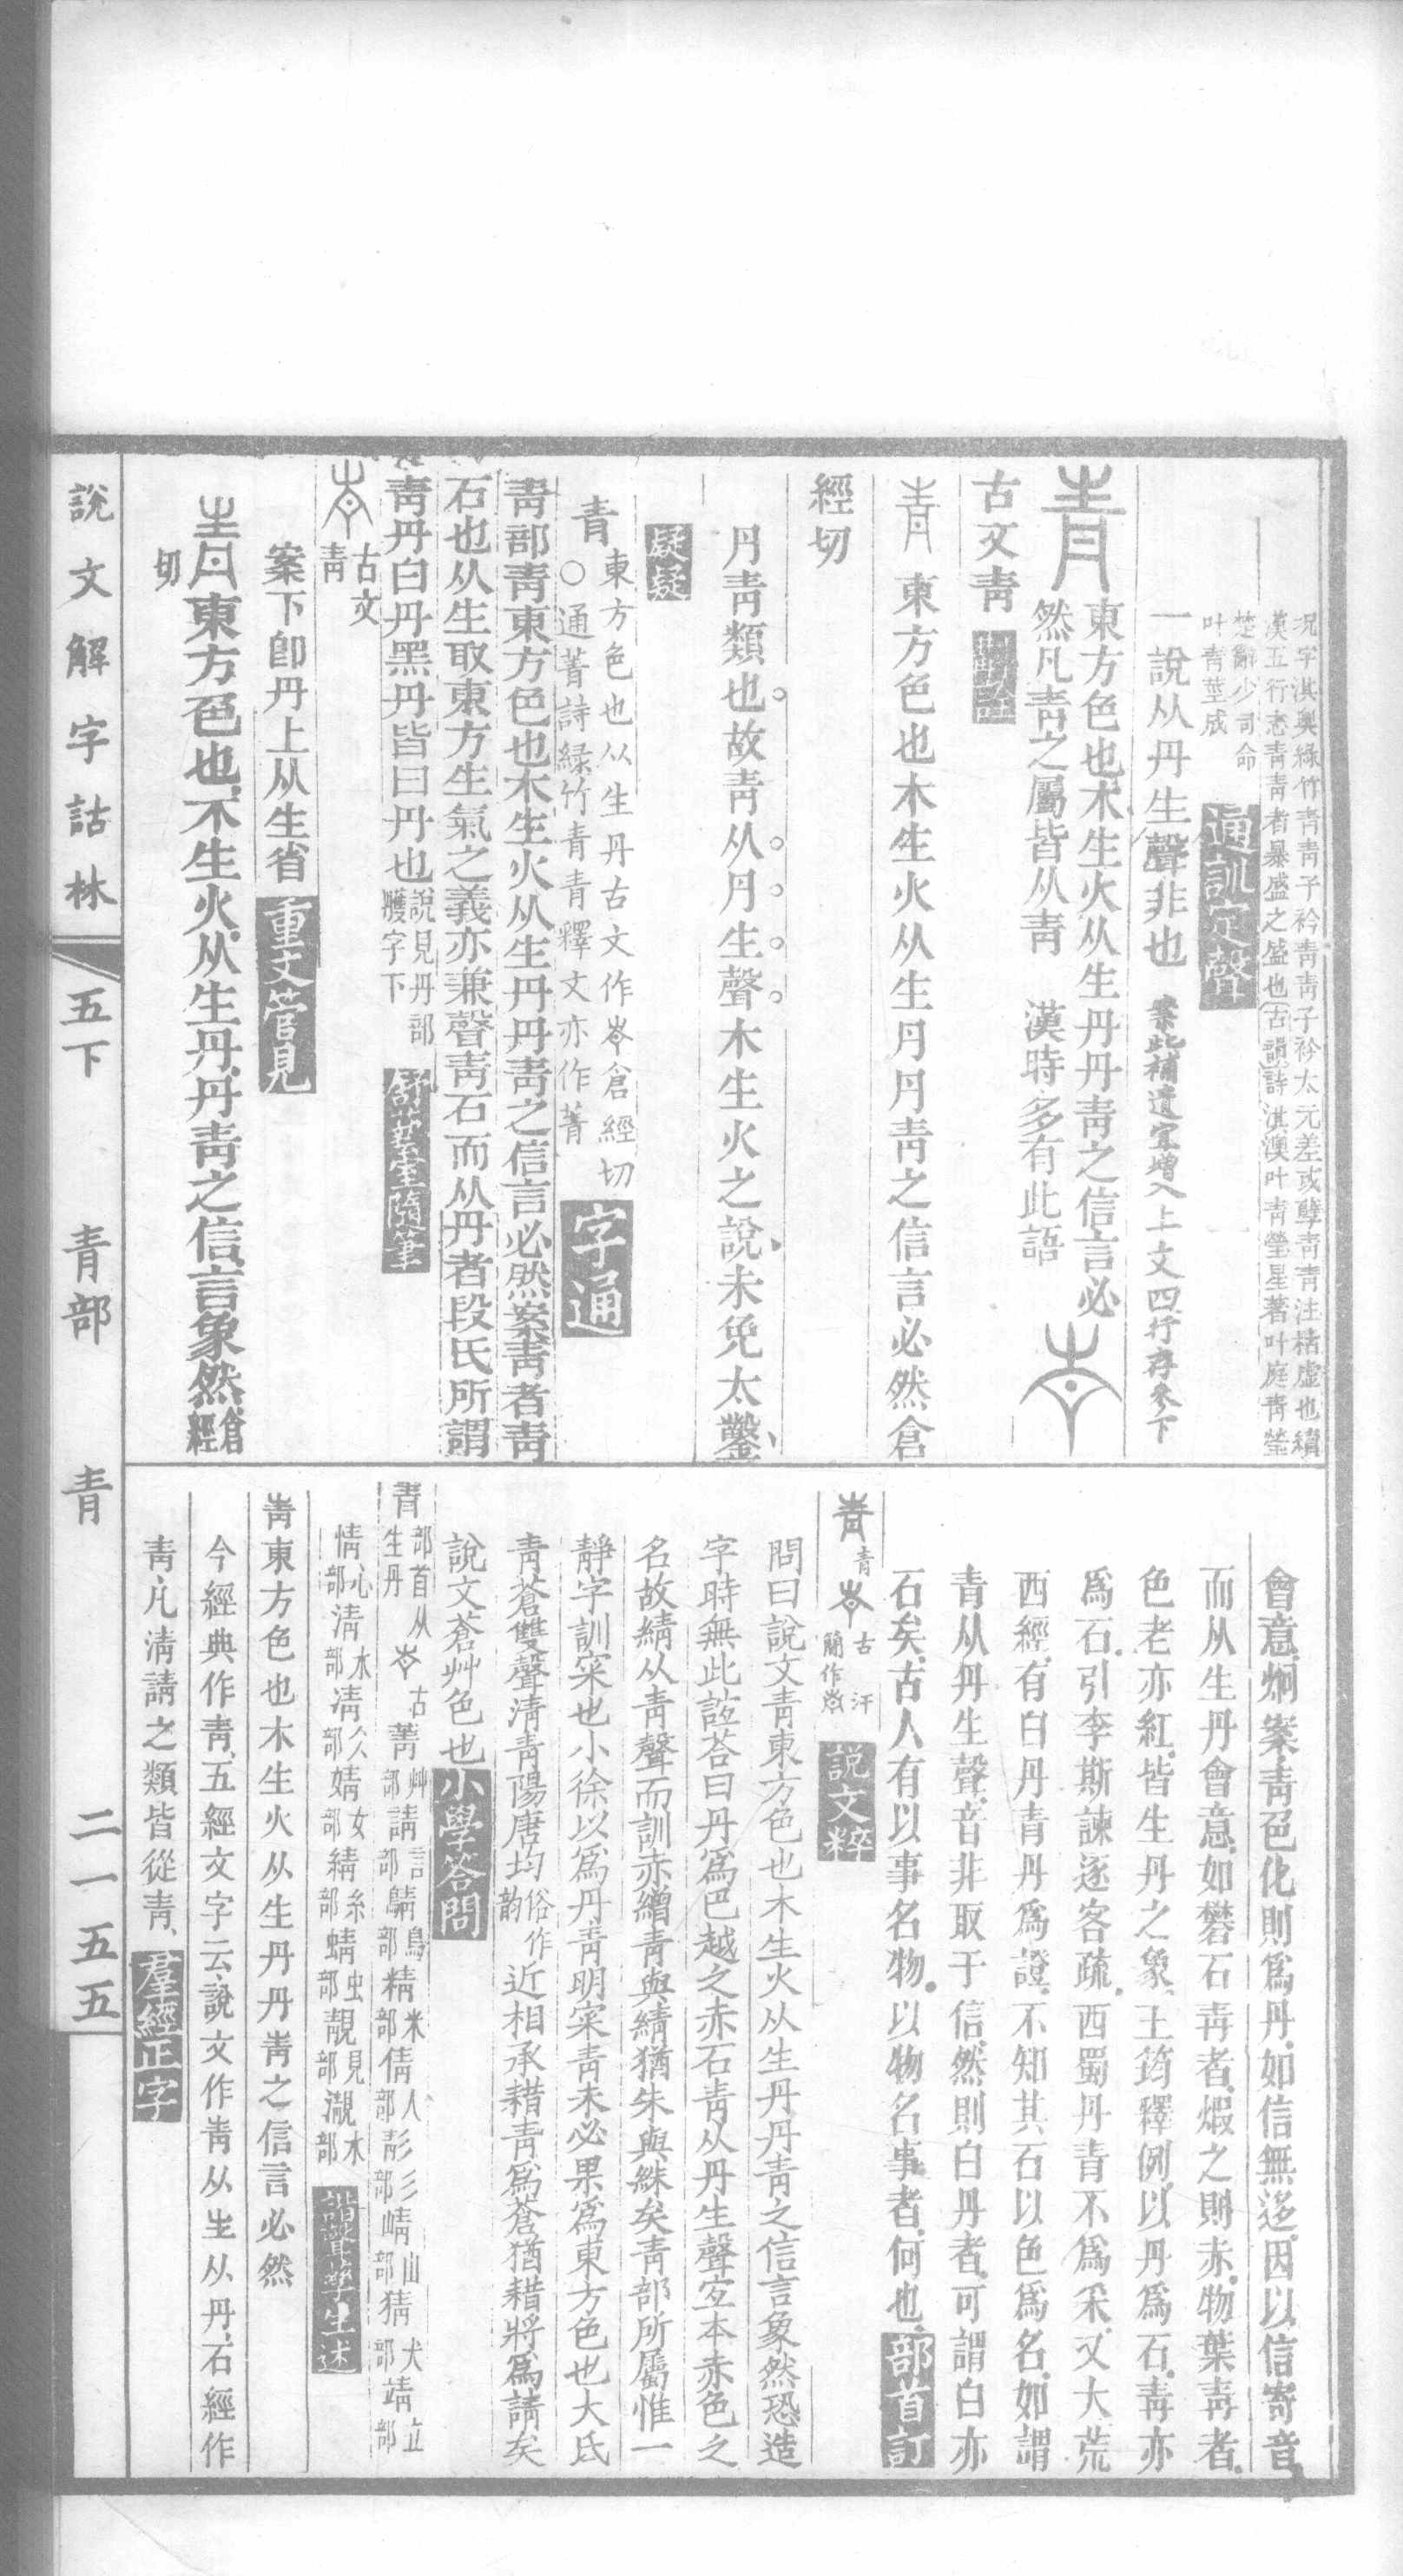 况字淇奧綠竹青青子衿青青子衿太元差或孽青青注枯虛也續
漢五行志青青者暴盛之盛也古韻詩淇澳叶青瑩星著叶庭青瑩
楚辭少司命
叶青莖成
通訓定聲
一說从丹生聲非也 案此補遺宜增入上文四行存參下
青 東方色也木生火从生丹丹青之信言必
然凡青之屬皆从青 漢時多有此語
古文青
青 東方色也木生火从生丹丹青之信言必然倉
經切
丹青類也故青从丹生聲木生火之說未免太鑿
疑疑
青 東方色也从生丹古文作岺倉經切
○通菁詩綠竹青青釋文亦作菁 字通
青部青東方色也木生火从生丹丹青之信言必然案青者青
石也从生取東方生氣之義亦兼聲青石而从丹者段氏所謂
青丹白丹黑丹皆曰丹也 說見丹部
雘字下 舒蓺室隨筆
古文
青
案下卽丹上从生省 重文管見
青 東方色也木生火从生丹丹青之信言象然 倉經
切
會意烱案青色化則爲丹如信無迻因以信寄音
而从生丹會意如礬石青者煆之則赤物葉青者
色老亦紅皆生丹之象王筠釋例以丹爲石青亦
爲石引李斯諫逐客疏西蜀丹青不爲采又大荒
西經有白丹青丹爲證不知其石以色爲名如謂
青从丹生聲音非取于信然則白丹者可謂白亦
石矣古人有以事名物以物名事者何也 部首訂
青 青 古 汗
簡作 說文粹
問曰說文青東方色也木生火从生丹丹青之信言象然恐造
字時無此詃荅曰丹爲巴越之赤石青从丹生聲宜本赤色之
名故綪从青聲而訓赤繒青與綪猶朱與絑矣青部所屬惟一
靜字訓宷也小徐以爲丹青明宷青未必果爲東方色也大氏
青蒼雙聲清青陽唐均 俗作
韵 近相承耤青爲蒼猶耤將爲請矣
說文蒼艸色也 小學答問
青 部首从
生丹 古 菁 艸部 請 言部 鶄 鳥部 精 米部 倩 人部 彰 彡部 崝 山部 猜 犬部 靖 立部
情 心部 清 水部 凊 仌部 婧 女部 綪 糸部 蜻 虫部 靚 見部 瀞 水部 諧聲孳生述
青東方色也木生火从生丹丹青之信言必然
今經典作青五經文字云說文作靑从生从丹石經作
青凡清請之類皆從青 羣經正字
說文解字詁林 五下 青部 青 二一五五